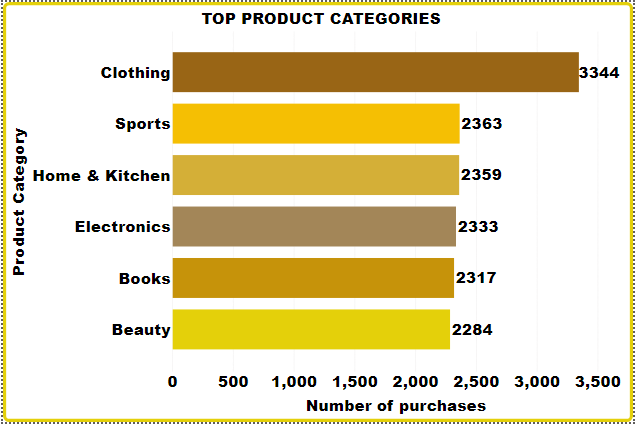 TOP PRODUCT CATEGORIES
Product Category
Clothing 3344
Sports 2363
Home & Kitchen 2359
Electronics 2333
Books 2317
Beauty 2284
0 500 1,000 1,500 2,000 2,500 3,000 3,500
Number of purchases